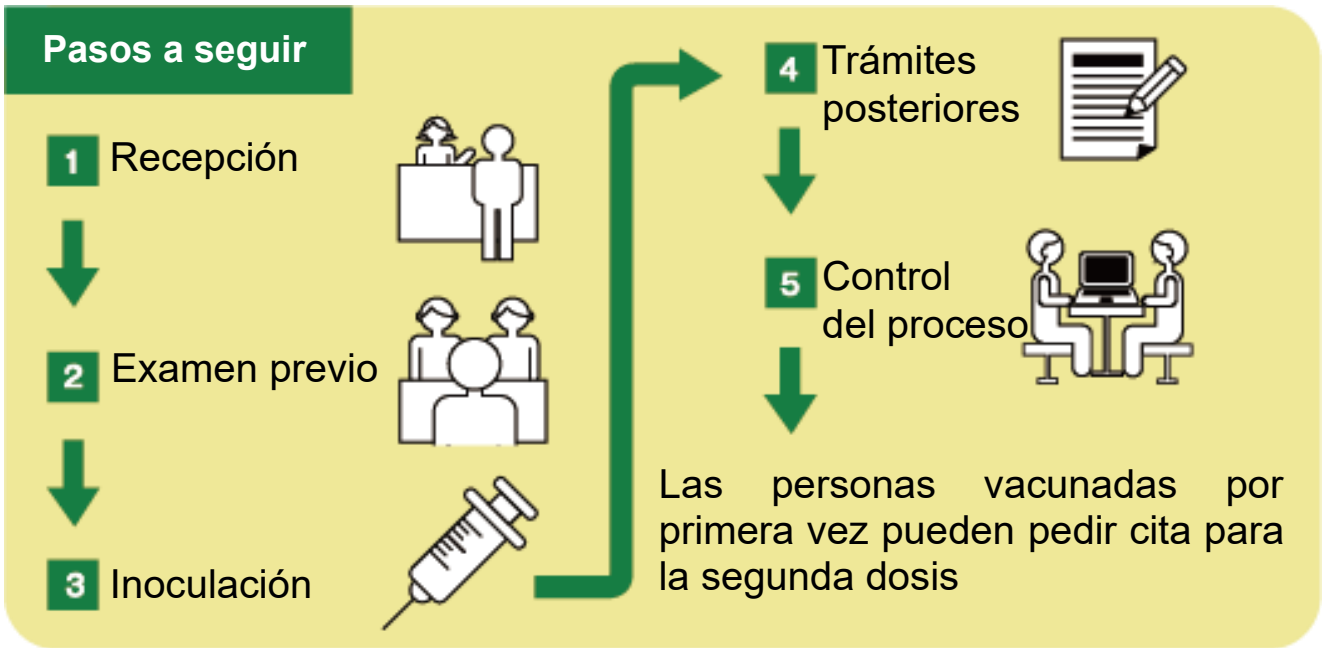 Pasos a seguir
1 Recepción
2 Examen previo
3 Inoculación
4 Trámites
posteriores
5 Control
del proceso
Las personas vacunadas por
primera vez pueden pedir cita para
la segunda dosis